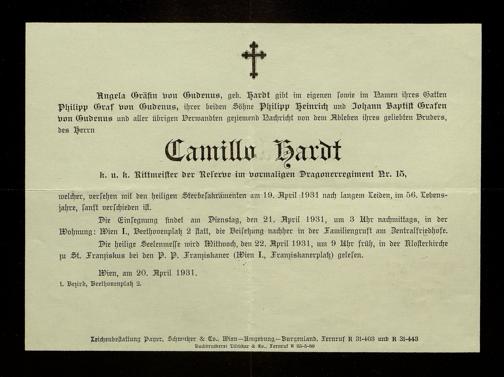 Angela Gräfin von Gudenus, geb. Hardt gibt im eigenen sowie im Namen ihres Gatten
Philipp Graf von Gudenus, ihrer beiden Söhne Philipp Heinrich und Johann Baptist Grafen
von Gudenus und aller übrigen Verwandten geziemend Nachricht von dem Ableben ihres geliebten Bruders,
des Herrn
Camillo Hardt
k. u. k. Rittmeister der Reserve im vormaligen Dragonerregiment Nr. 15,
welcher, versehen mit den heiligen Sterbesakramenten am 19. April 1931 nach langem Leiden, im 56. Lebens-
jahre, sanft verschieden ist.
Die Einsegnung findet am Dienstag, den 21. April 1931, um 3 Uhr nachmittags, in der
Wohnung: Wien I., Beethovenplatz 2 statt, die Beisetzung nachher in der Familiengruft am Zentralfriedhofe.
Die heilige Seelenmesse wird Mittwoch, den 22. April 1931, um 9 Uhr früh, in der Klosterkirche
zu St. Franziskus bei den P. P. Franziskaner (Wien I., Franziskanerplatz) gelesen.
Wien, am 20. April 1931.
1. Bezirk, Beethovenplatz 2.
Leichenbestattung Payer, & Co., Wien—Umgebung—Burgenland, Fernruf R 31-403 und R 31-443
Buchdruckerei & Co., Fernruf